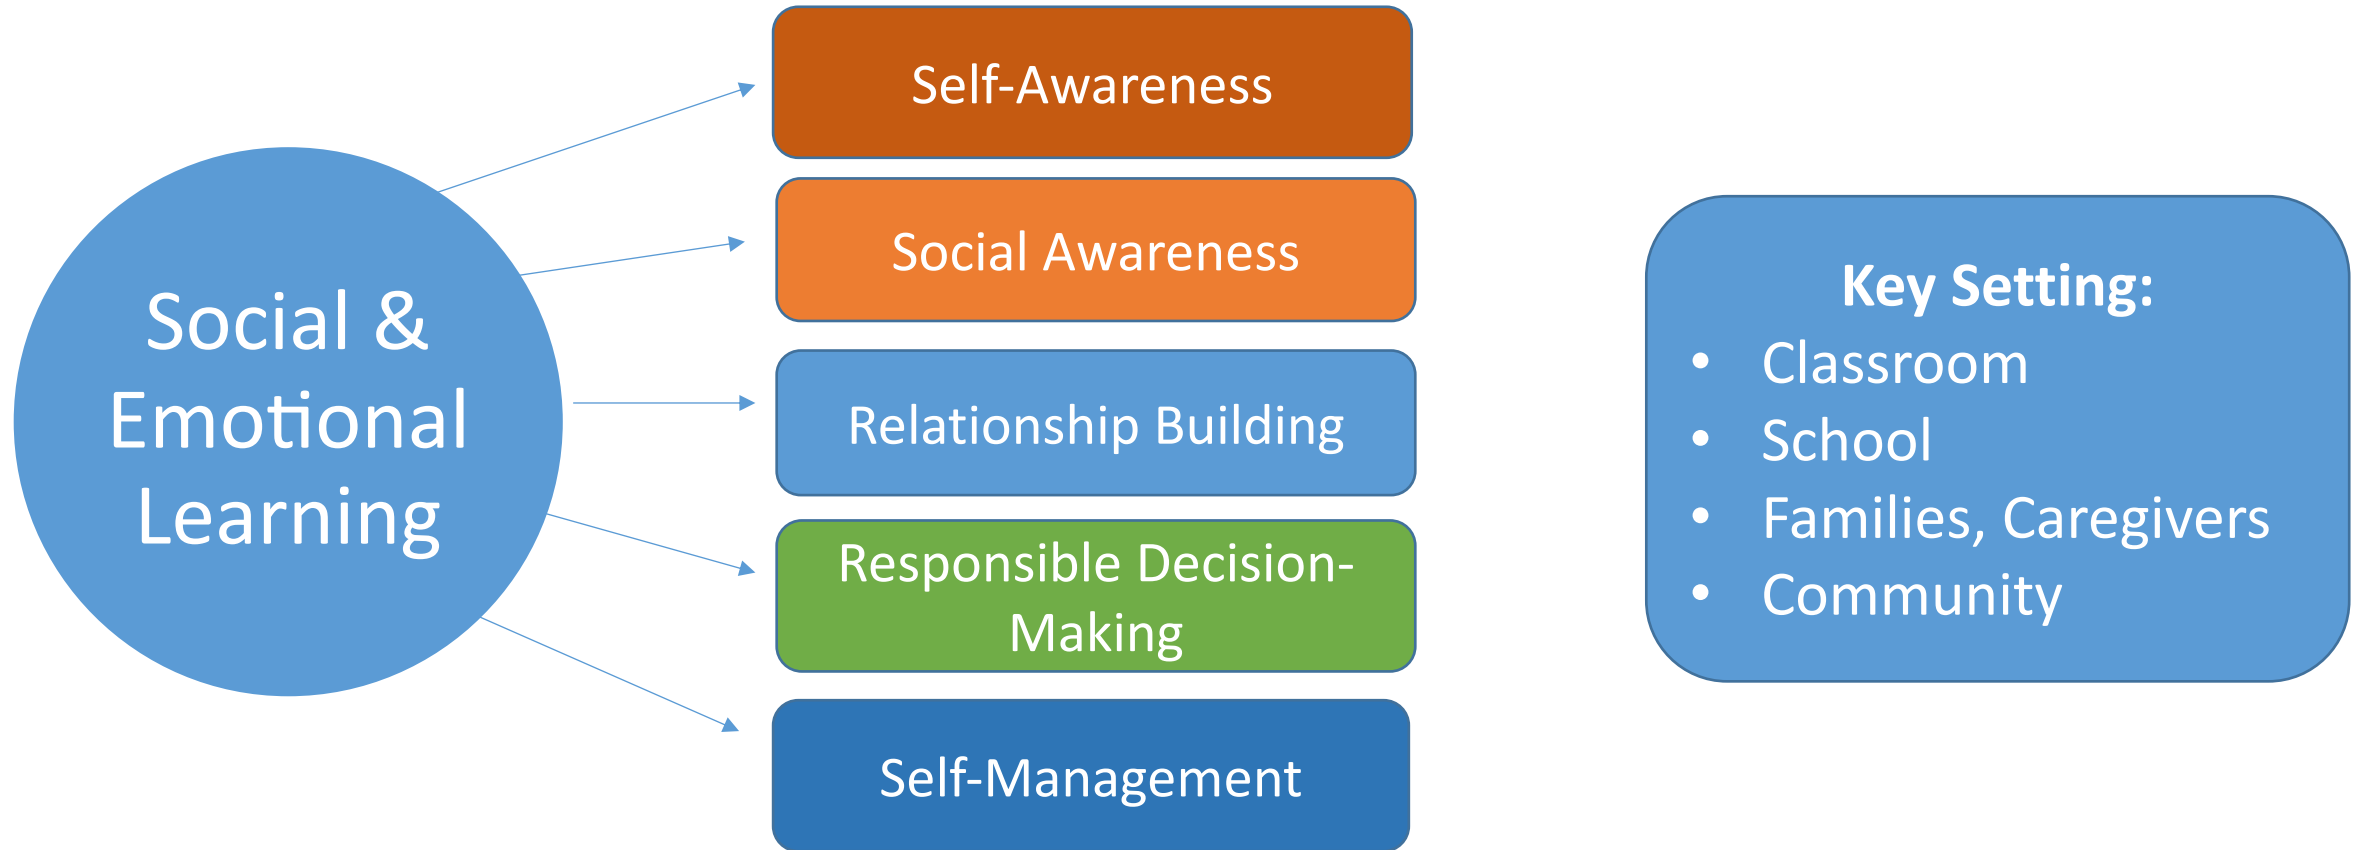 Social &
Emotional
Learning
Self-Awareness
Social Awareness
Relationship Building
Responsible Decision-
Making
Self-Management
Key Setting:
• Classroom
• School
• Families, Caregivers
• Community